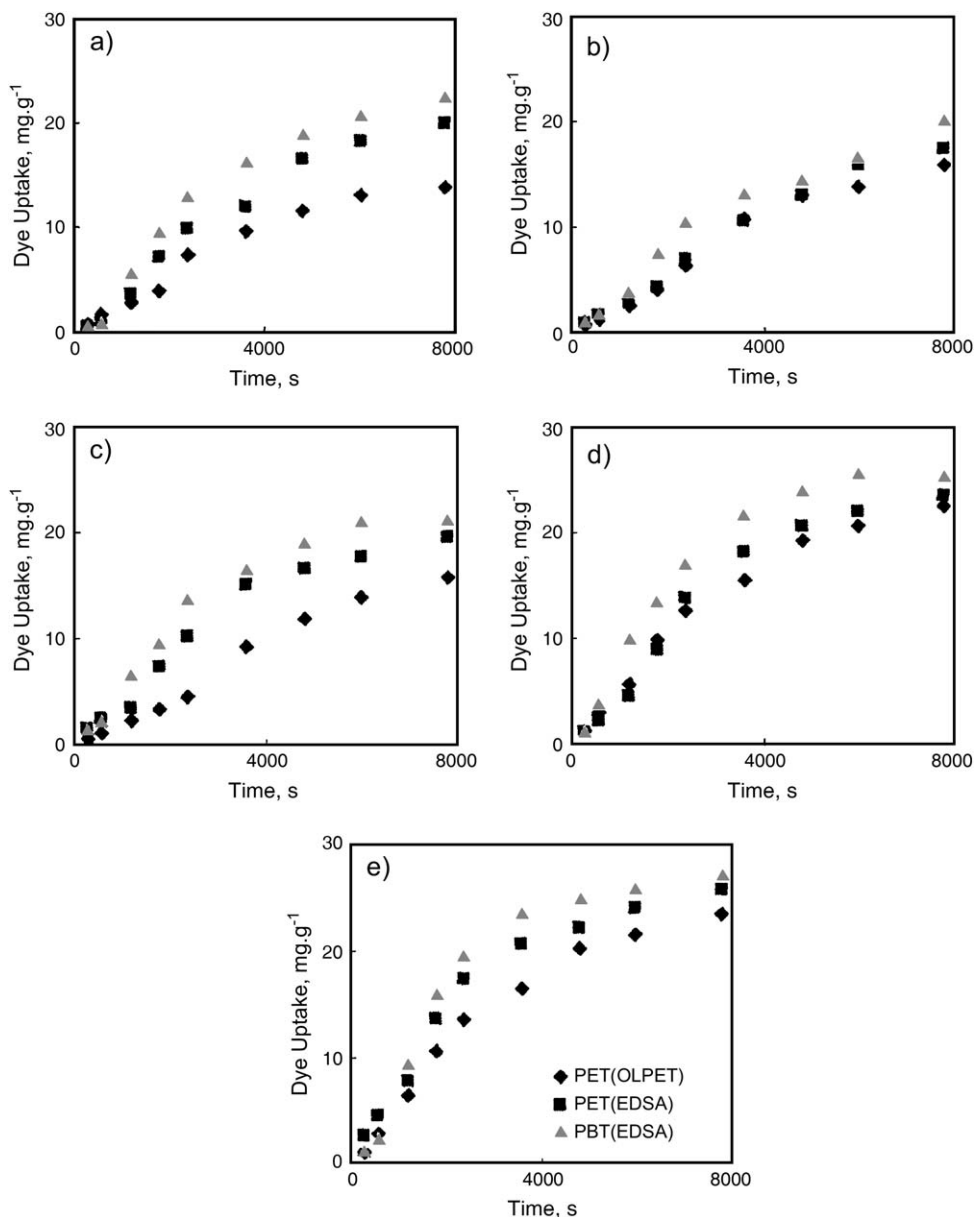 a)
30
20
10
0
Dye Uptake, mg.g-1
0
4000
8000
Time, s
b)
30
20
10
0
Dye Uptake, mg.g-1
0
4000
8000
Time, s
c)
30
20
10
0
Dye Uptake, mg.g-1
0
4000
8000
Time, s
d)
30
20
10
0
Dye Uptake, mg.g-1
0
4000
8000
Time, s
e)
30
20
10
0
Dye Uptake, mg.g-1
PET(OLPET)
PET(EDSA)
PBT(EDSA)
0
4000
8000
Time, s